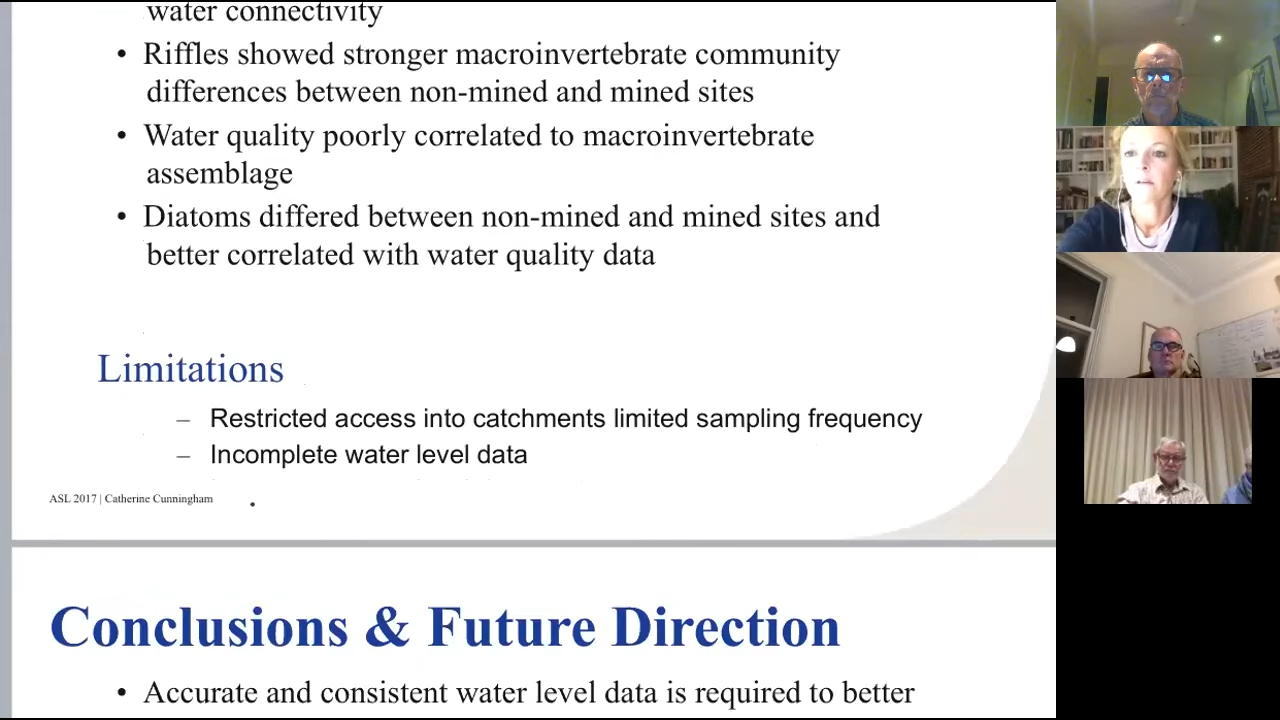 water connectivity
• Riffles showed stronger macroinvertebrate community
differences between non-mined and mined sites
• Water quality poorly correlated to macroinvertebrate
assemblage
• Diatoms differed between non-mined and mined sites and
better correlated with water quality data
Limitations
– Restricted access into catchments limited sampling frequency
– Incomplete water level data
ASL 2017 | Catherine Cunningham
Conclusions & Future Direction
• Accurate and consistent water level data is required to better